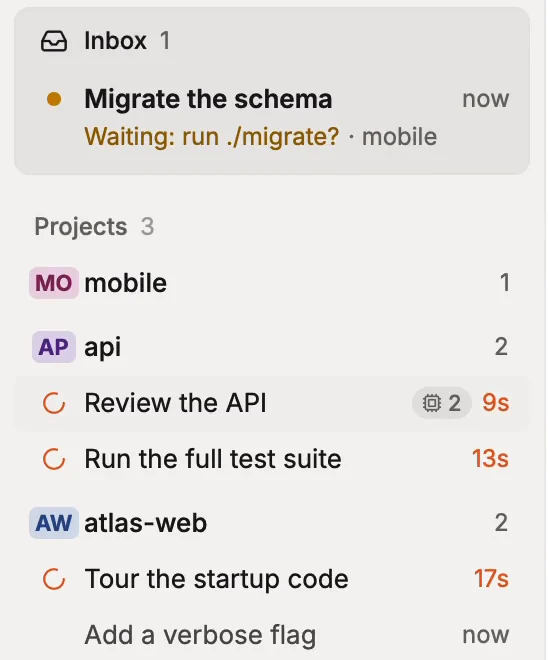 Inbox 1
Migrate the schema now
Waiting: run ./migrate? · mobile
Projects 3
MO mobile 1
AP api 2
Review the API 2 9s
Run the full test suite 13s
AW atlas-web 2
Tour the startup code 17s
Add a verbose flag now